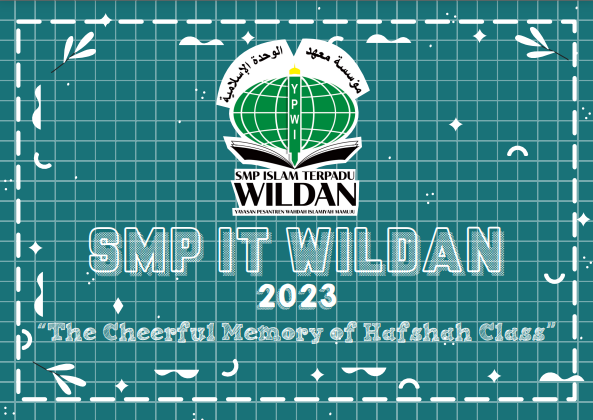 مؤسسة معهد الوحدة الإسلامية
YPWI
SMP ISLAM TERPADU
WILDAN
YAYASAN PESANTREN WAHDAH ISLAMIYAH MAMUJU
SMP IT WILDAN
2023
“The Cheerful Memory of Hafshah Class”